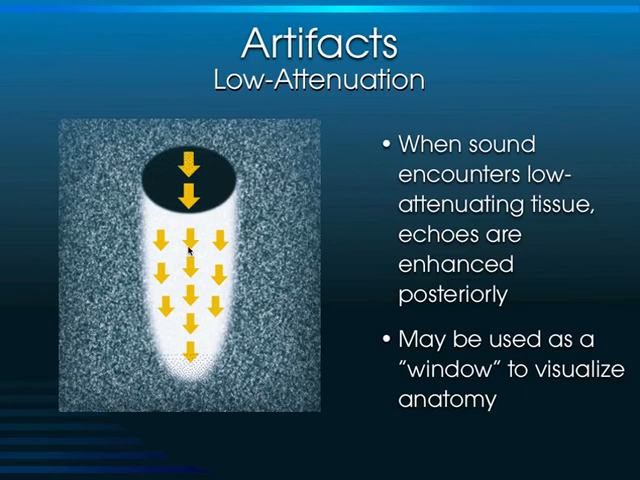 Artifacts
Low-Attenuation
• When sound
encounters low-
attenuating tissue,
echoes are
enhanced
posteriorly
• May be used as a
"window" to visualize
anatomy